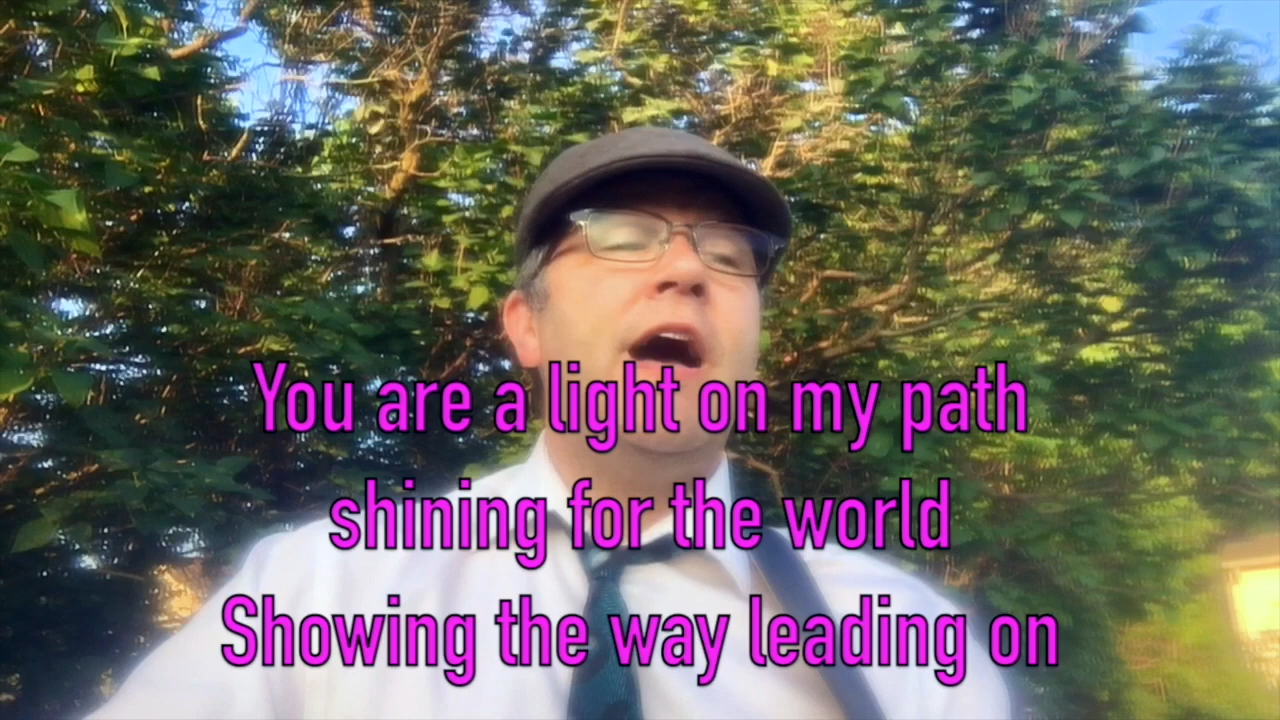 You are a light on my path
shining for the world
Showing the way leading on